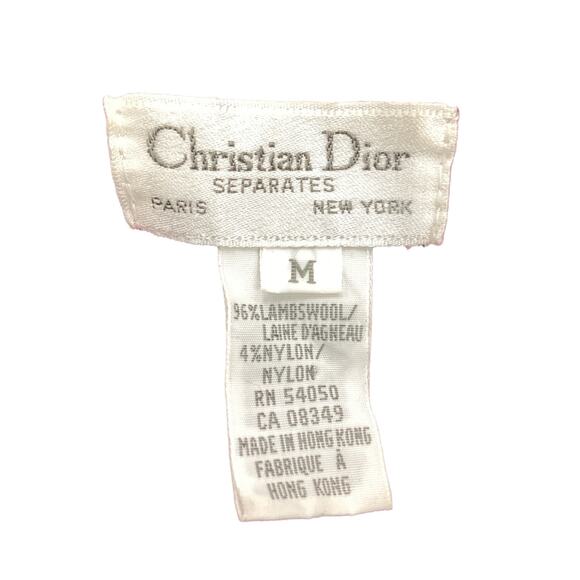 Christian Dior
SEPARATES
PARIS NEW YORK
M
96%LAMBSWOOL/
LAINE D'AGNEAU
4%NYLON/
NYLON
RN 54050
CA 08349
MADE IN HONG KONG
FABRIQUE À
HONG KONG